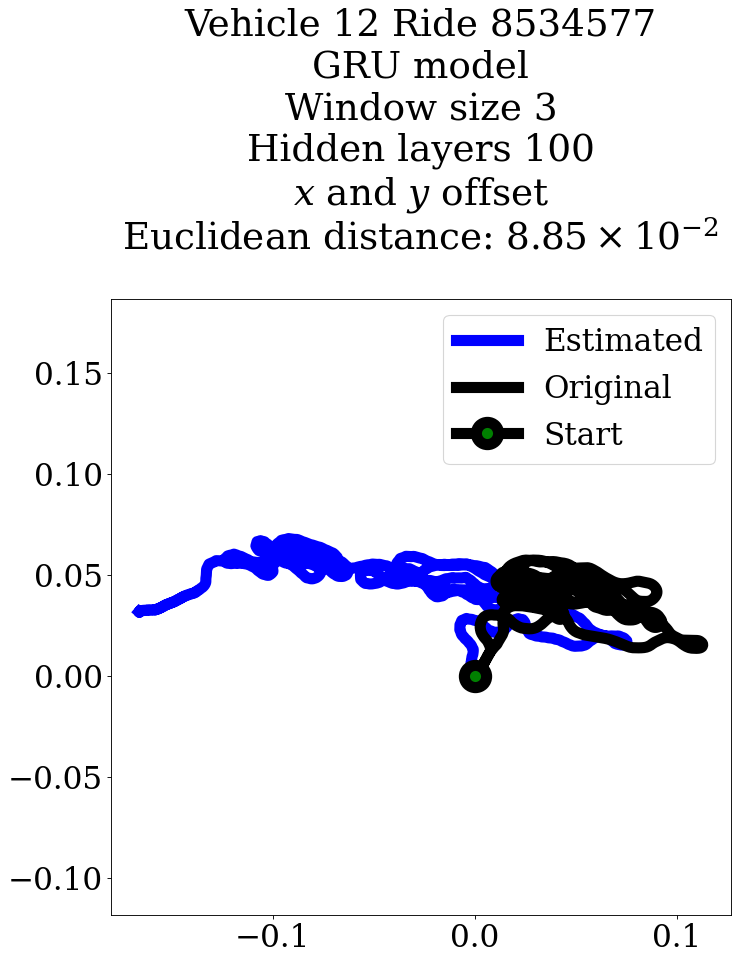 Vehicle 12 Ride 8534577
GRU model
Window size 3
Hidden layers 100
x and y offset
Euclidean distance: 8.85 × 10⁻²
Estimated
Original
Start
0.15
0.10
0.05
0.00
−0.05
−0.10
−0.1
0.0
0.1